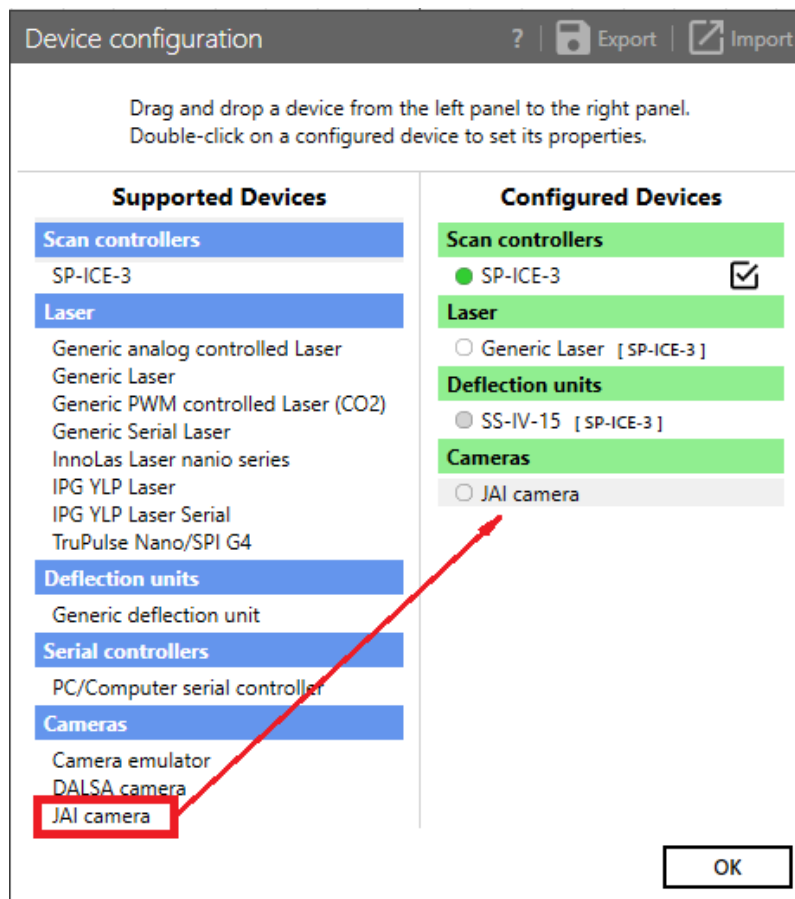 Device configuration
? | Export | Import
Drag and drop a device from the left panel to the right panel.
Double-click on a configured device to set its properties.
Supported Devices
Scan controllers
SP-ICE-3
Laser
Generic analog controlled Laser
Generic Laser
Generic PWM controlled Laser (CO2)
Generic Serial Laser
InnoLas Laser nanio series
IPG YLP Laser
IPG YLP Laser Serial
TruPulse Nano/SPI G4
Deflection units
Generic deflection unit
Serial controllers
PC/Computer serial controller
Cameras
Camera emulator
DALSA camera
JAI camera
Configured Devices
Scan controllers
SP-ICE-3
Laser
Generic Laser [ SP-ICE-3 ]
Deflection units
SS-IV-15 [ SP-ICE-3 ]
Cameras
JAI camera
OK